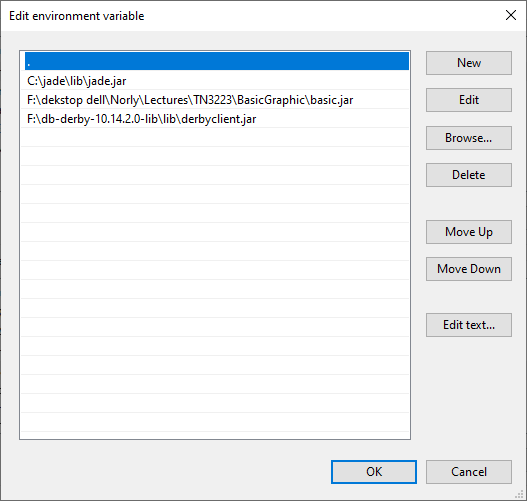 Edit environment variable
.
C:\jade\lib\jade.jar
F:\dekstop dell\Norly\Lectures\TN3223\BasicGraphic\basic.jar
F:\db-derby-10.14.2.0-lib\lib\derbyclient.jar
New
Edit
Browse...
Delete
Move Up
Move Down
Edit text...
OK
Cancel